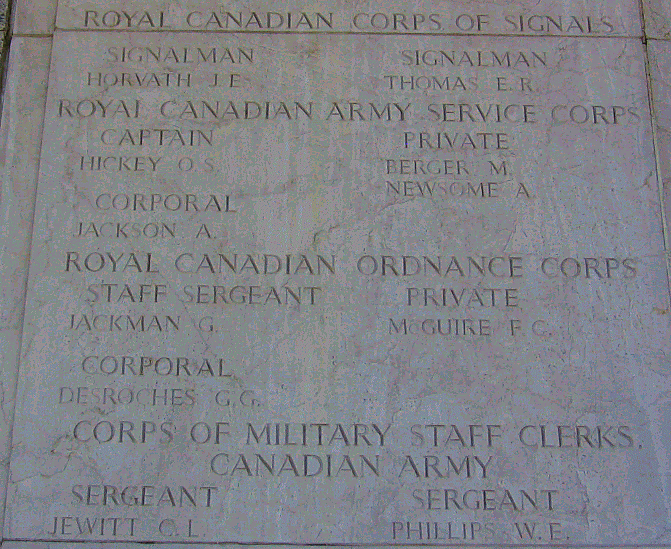 ROYAL CANADIAN CORPS OF SIGNALS
SIGNALMAN SIGNALMAN
HORVATH J.E. THOMAS E.R.
ROYAL CANADIAN ARMY SERVICE CORPS
CAPTAIN PRIVATE
HICKEY O.S. BERGER M.
NEWSOME A.
CORPORAL
JACKSON A.
ROYAL CANADIAN ORDNANCE CORPS
STAFF SERGEANT PRIVATE
JACKMAN G. McGUIRE F.C.
CORPORAL
DESROCHES G.G.
CORPS OF MILITARY STAFF CLERKS,
CANADIAN ARMY
SERGEANT SERGEANT
JEWITT C.L. PHILLIPS W.E.